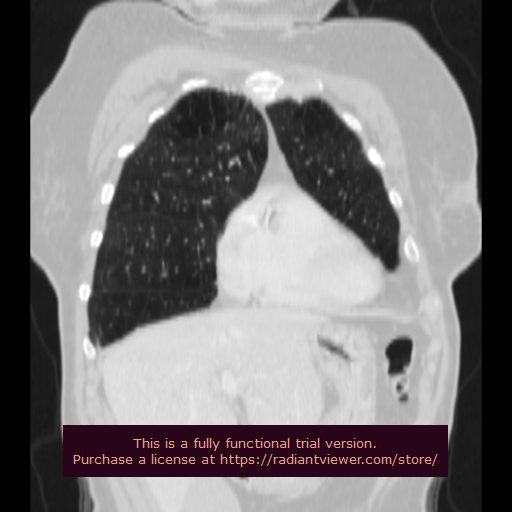 This is a fully functional trial version.
Purchase a license at https://radiantviewer.com/store/